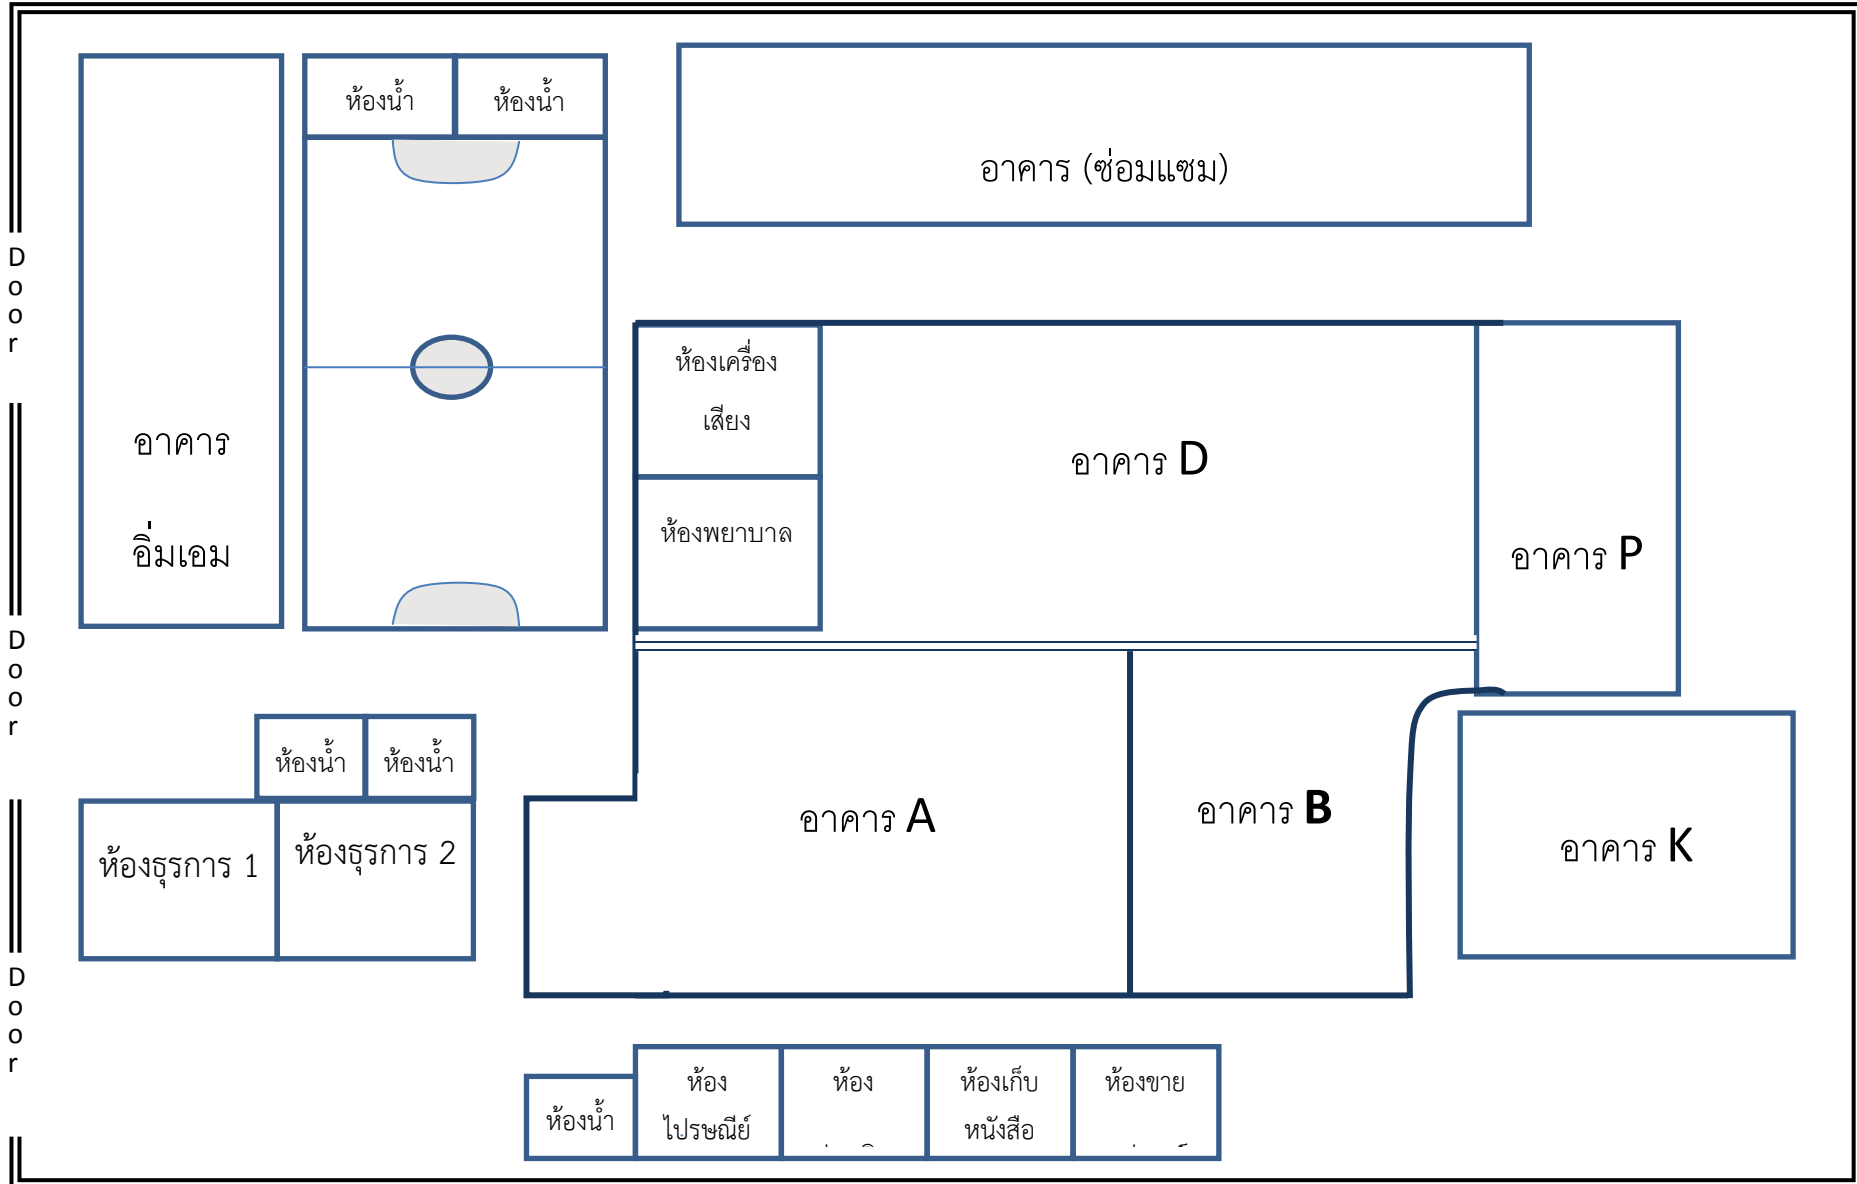 ห้องน้ำ
ห้องน้ำ
อาคาร (ซ่อมแซม)
Door
ห้องเครื่อง
เสียง
อาคาร
อิ่มเอม
อาคาร D
ห้องพยาบาล
อาคาร P
Door
ห้องน้ำ
ห้องน้ำ
ห้องธุรการ 1
ห้องธุรการ 2
อาคาร A
อาคาร B
อาคาร K
Door
ห้องน้ำ
ห้อง
ไปรษณีย์
ห้อง
ห้องเก็บ
หนังสือ
ห้องขาย